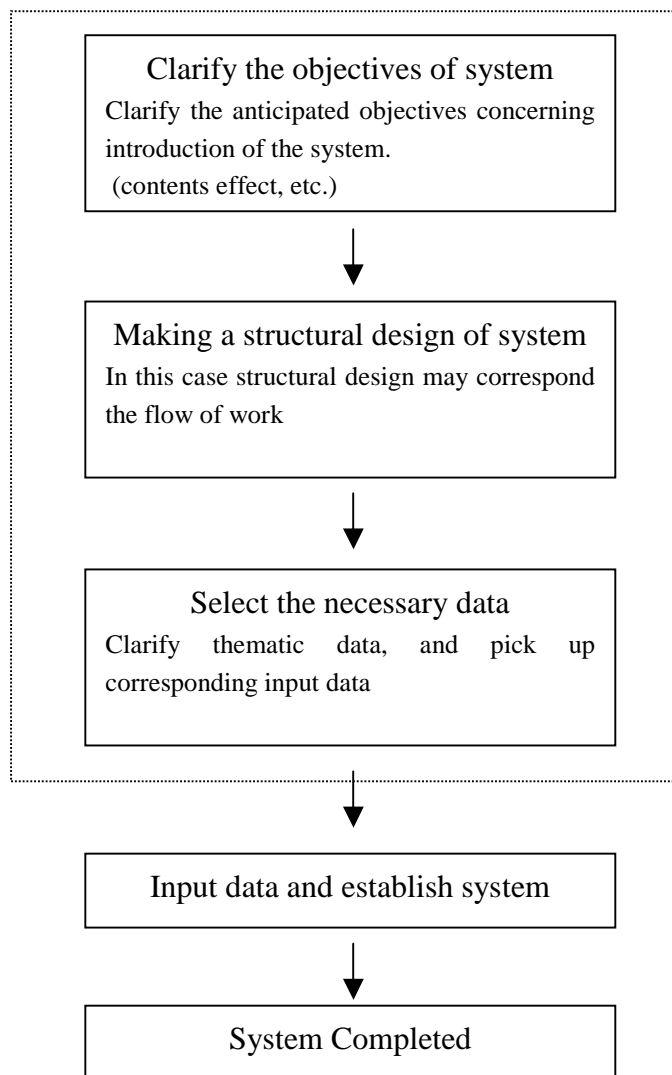 Clarify the objectives of system
Clarify the anticipated objectives concerning
introduction of the system.
(contents effect, etc.)
Making a structural design of system
In this case structural design may correspond
the flow of work
Select the necessary data
Clarify thematic data, and pick up
corresponding input data
Input data and establish system
System Completed